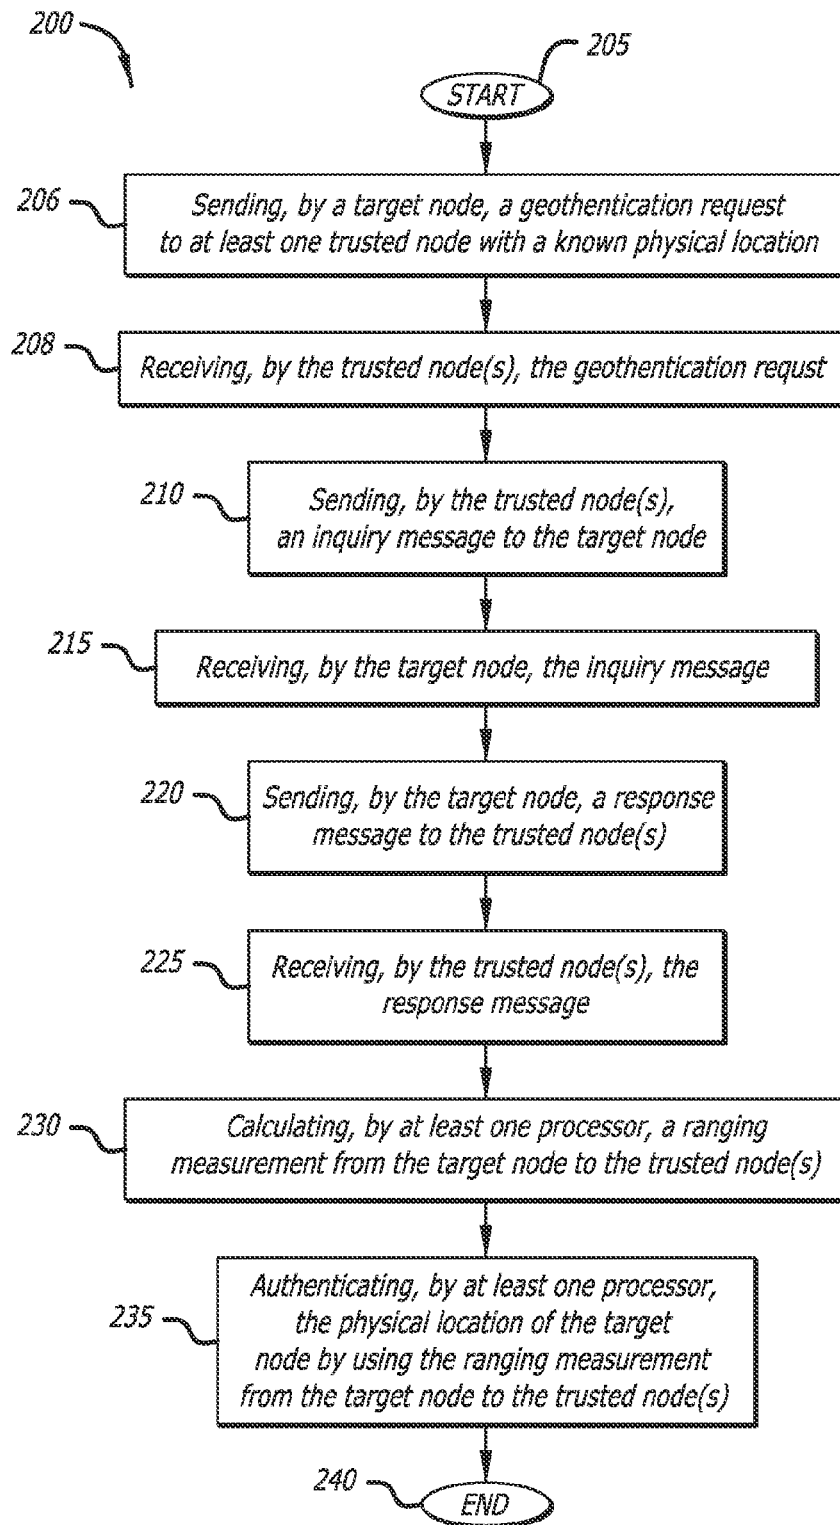 200
205
START
206
Sending, by a target node, a geothentication request
to at least one trusted node with a known physical location
208
Receiving, by the trusted node(s), the geothentication requst
210
Sending, by the trusted node(s),
an inquiry message to the target node
215
Receiving, by the target node, the inquiry message
220
Sending, by the target node, a response
message to the trusted node(s)
225
Receiving, by the trusted node(s), the
response message
230
Calculating, by at least one processor, a ranging
measurement from the target node to the trusted node(s)
235
Authenticating, by at least one processor,
the physical location of the target
node by using the ranging measurement
from the target node to the trusted node(s)
240
END